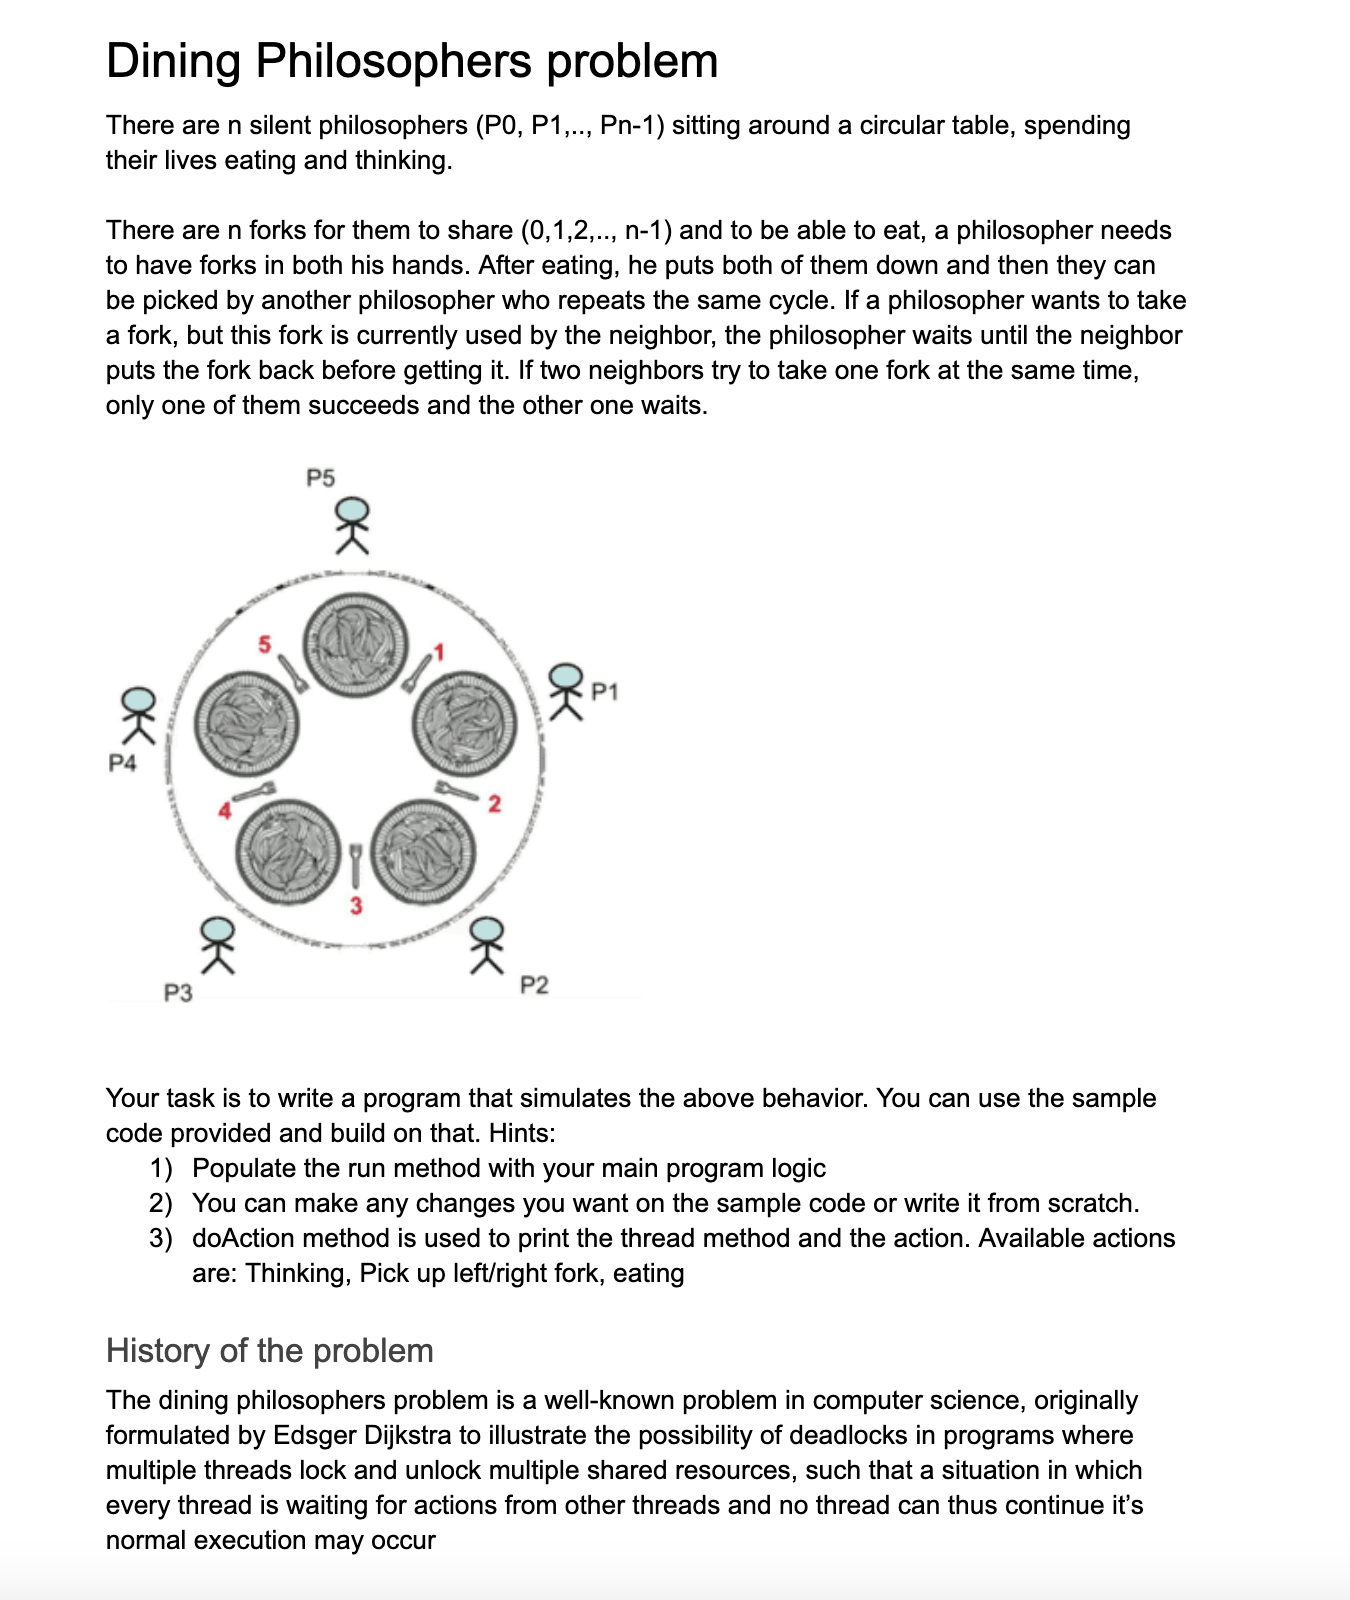 Dining Philosophers problem
There are n silent philosophers (P0, P1,.., Pn-1) sitting around a circular table, spending
their lives eating and thinking.
There are n forks for them to share (0,1,2,.., n-1) and to be able to eat, a philosopher needs
to have forks in both his hands. After eating, he puts both of them down and then they can
be picked by another philosopher who repeats the same cycle. If a philosopher wants to take
a fork, but this fork is currently used by the neighbor, the philosopher waits until the neighbor
puts the fork back before getting it. If two neighbors try to take one fork at the same time,
only one of them succeeds and the other one waits.
P5
5
1
P1
P4
4
2
3
P3
P2
Your task is to write a program that simulates the above behavior. You can use the sample
code provided and build on that. Hints:
1) Populate the run method with your main program logic
2) You can make any changes you want on the sample code or write it from scratch.
3) doAction method is used to print the thread method and the action. Available actions
are: Thinking, Pick up left/right fork, eating
History of the problem
The dining philosophers problem is a well-known problem in computer science, originally
formulated by Edsger Dijkstra to illustrate the possibility of deadlocks in programs where
multiple threads lock and unlock multiple shared resources, such that a situation in which
every thread is waiting for actions from other threads and no thread can thus continue it's
normal execution may occur